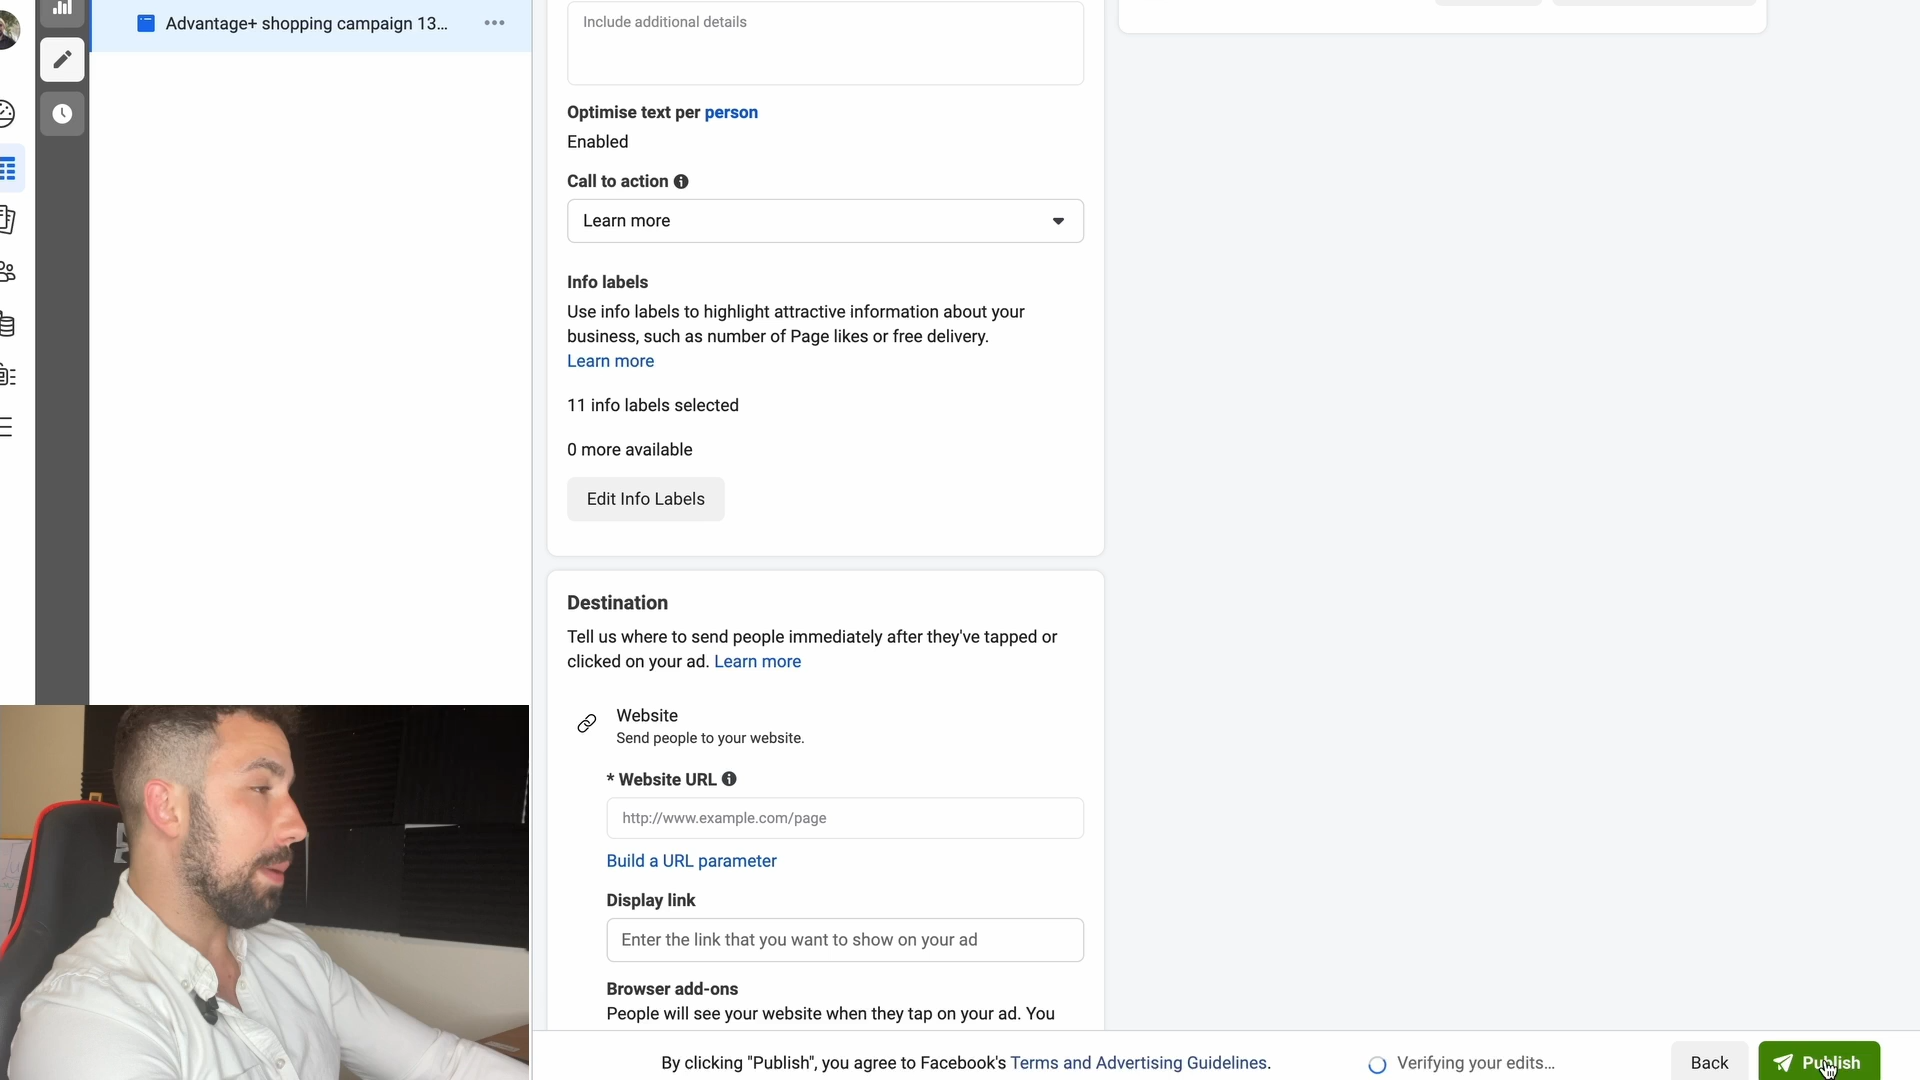 Advantage+ shopping campaign 13...
Include additional details
Optimise text per person
Enabled
Call to action
Learn more
Info labels
Use info labels to highlight attractive information about your
business, such as number of Page likes or free delivery.
Learn more
11 info labels selected
0 more available
Edit Info Labels
Destination
Tell us where to send people immediately after they've tapped or
clicked on your ad. Learn more
Website
Send people to your website.
* Website URL
http://www.example.com/page
Build a URL parameter
Display link
Enter the link that you want to show on your ad
Browser add-ons
People will see your website when they tap on your ad. You
By clicking "Publish", you agree to Facebook's Terms and Advertising Guidelines.
Verifying your edits...
Back
Publish